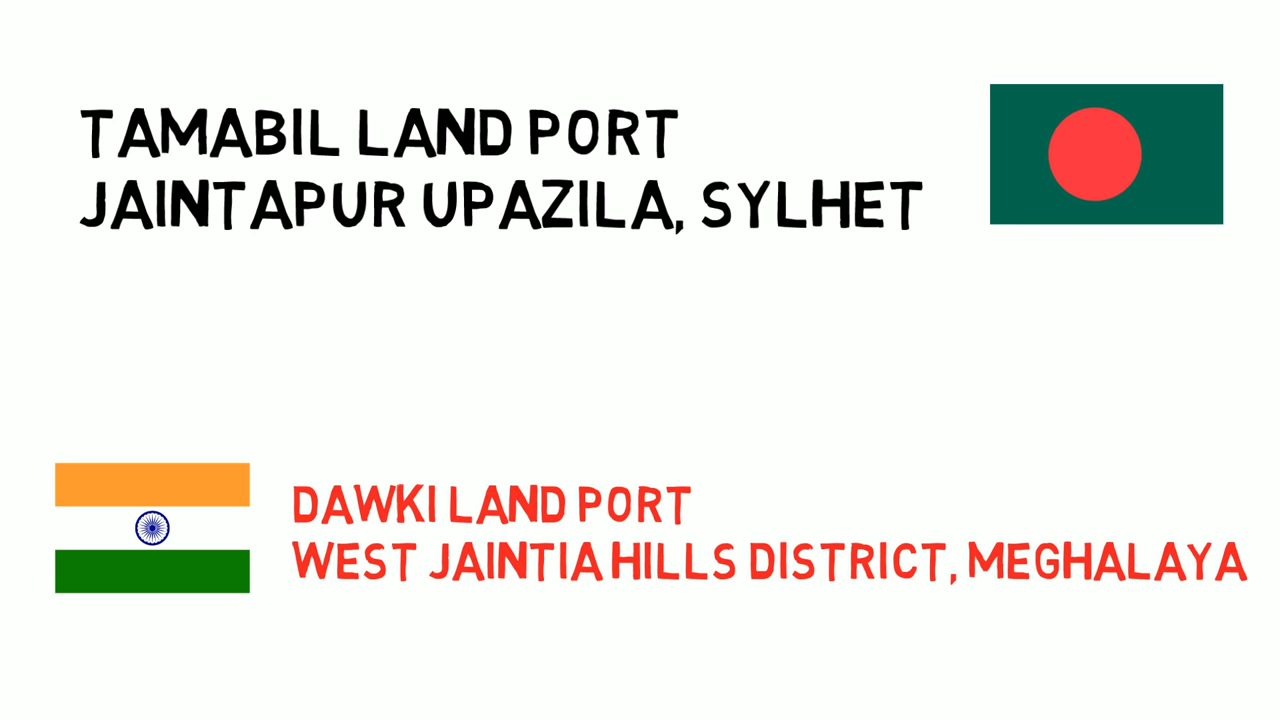 TAMABIL LAND PORT
JAINTAPUR UPAZILA, SYLHET
DAWKI LAND PORT
WEST JAINTIA HILLS DISTRICT, MEGHALAYA